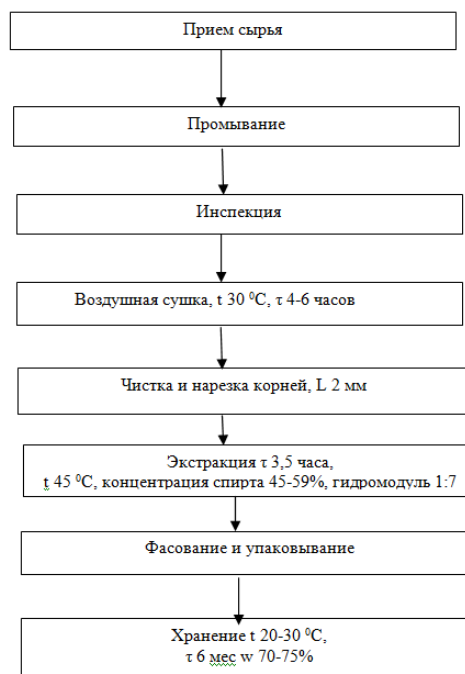 Прием сырья
Промывание
Инспекция
Воздушная сушка, t 30 ⁰С, τ 4-6 часов
Чистка и нарезка корней, L 2 мм
Экстракция τ 3,5 часа,
t 45 ⁰С, концентрация спирта 45-59%, гидромодуль 1:7
Фасование и упаковывание
Хранение t 20-30 ⁰С,
τ 6 мес w 70-75%